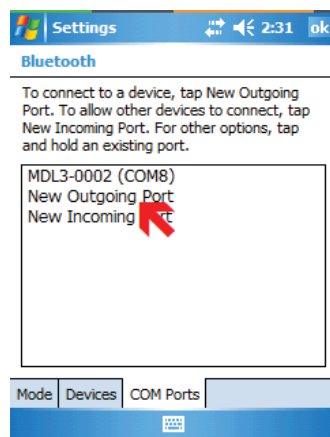 Settings 2:31 ok
Bluetooth
To connect to a device, tap New Outgoing
Port. To allow other devices to connect, tap
New Incoming Port. For other options, tap
and hold an existing port.
MDL3-0002 (COM8)
New Outgoing Port
New Incoming Port
Mode Devices COM Ports